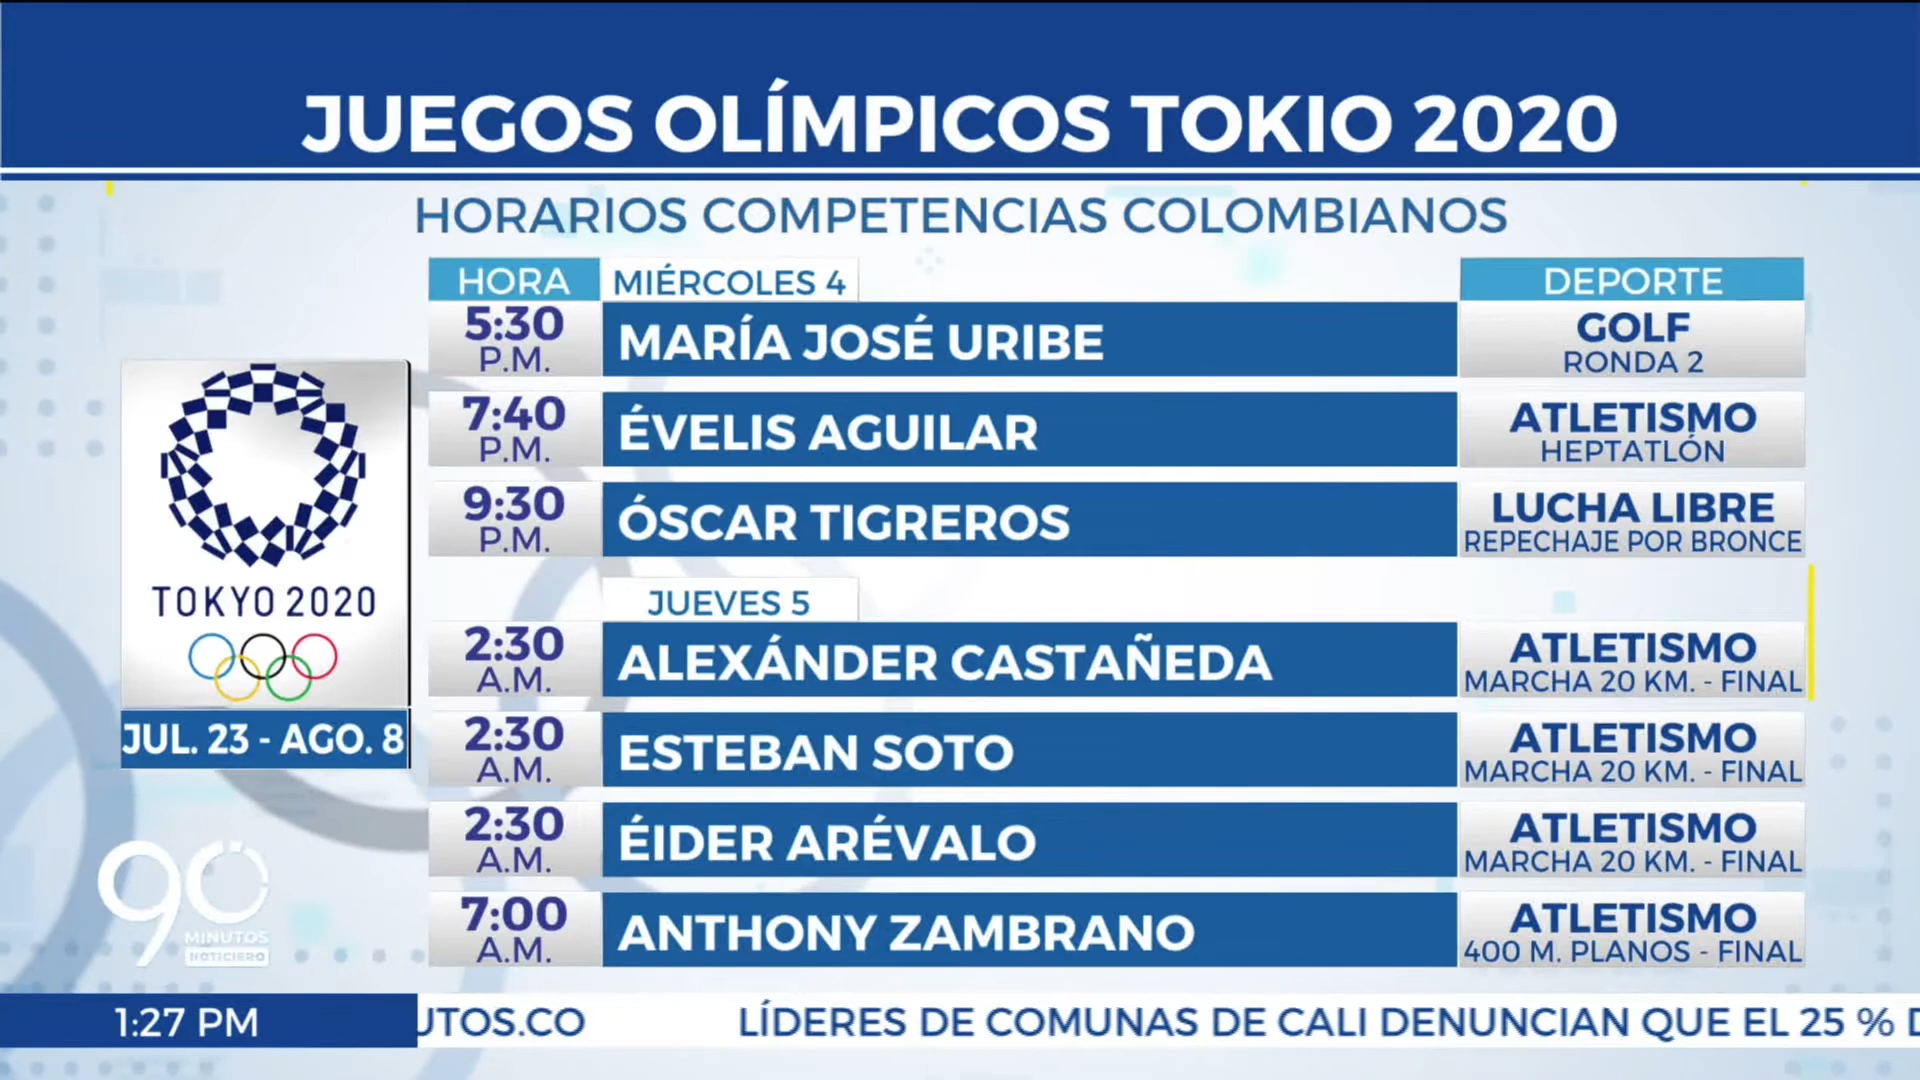 JUEGOS OLÍMPICOS TOKIO 2020
HORARIOS COMPETENCIAS COLOMBIANOS
HORA MIÉRCOLES 4 DEPORTE
5:30 P.M. MARÍA JOSÉ URIBE GOLF
RONDA 2
7:40 P.M. ÉVELIS AGUILAR ATLETISMO
HEPTATLÓN
9:30 P.M. ÓSCAR TIGREROS LUCHA LIBRE
REPECHAJE POR BRONCE
JUEVES 5
2:30 A.M. ALEXÁNDER CASTAÑEDA ATLETISMO
MARCHA 20 KM. - FINAL
2:30 A.M. ESTEBAN SOTO ATLETISMO
MARCHA 20 KM. - FINAL
2:30 A.M. ÉIDER ARÉVALO ATLETISMO
MARCHA 20 KM. - FINAL
7:00 A.M. ANTHONY ZAMBRANO ATLETISMO
400 M. PLANOS - FINAL
TOKYO 2020
JUL. 23 - AGO. 8
90
MINUTOS
NOTICIERO
1:27 PM UTOS.CO LÍDERES DE COMUNAS DE CALI DENUNCIAN QUE EL 25 % D